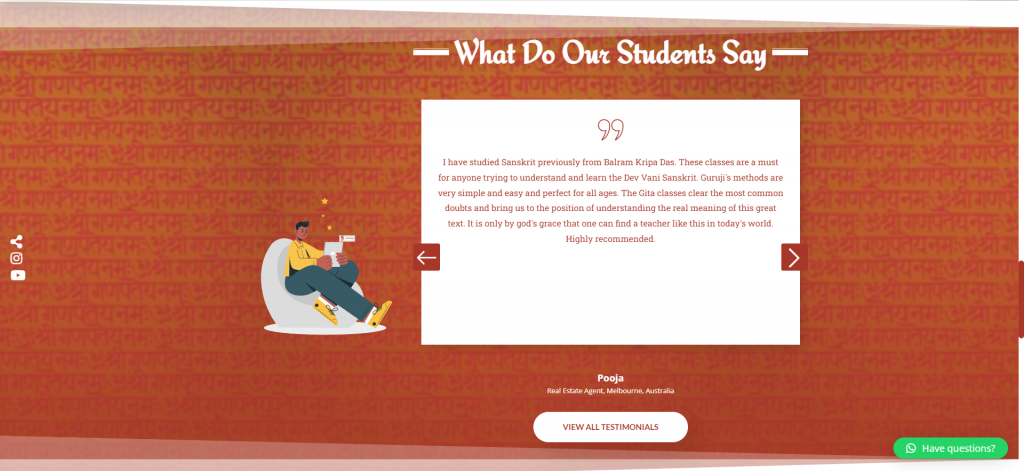 What Do Our Students Say
I have studied Sanskrit previously from Balram Kripa Das. These classes are a must
for anyone trying to understand and learn the Dev Vani Sanskrit. Guruji's methods are
very simple and easy and perfect for all ages. The Gita classes clear the most common
doubts and bring us to the position of understanding the real meaning of this great
text. It is only by god's grace that one can find a teacher like this in today's world.
Highly recommended.
Pooja
Real Estate Agent, Melbourne, Australia
VIEW ALL TESTIMONIALS
Have questions?